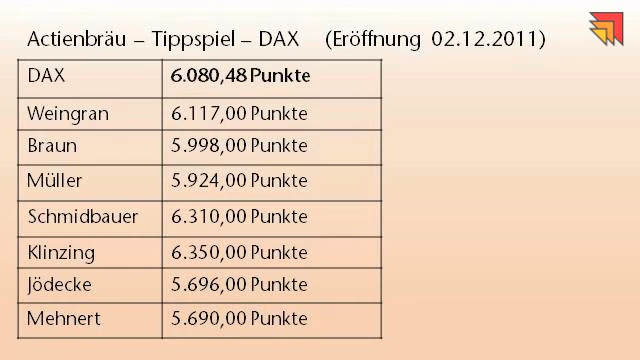 Actienbräu – Tippspiel – DAX (Eröffnung 02.12.2011)
DAX 6.080,48 Punkte
Weingran 6.117,00 Punkte
Braun 5.998,00 Punkte
Müller 5.924,00 Punkte
Schmidbauer 6.310,00 Punkte
Klinzing 6.350,00 Punkte
Jödecke 5.696,00 Punkte
Mehnert 5.690,00 Punkte